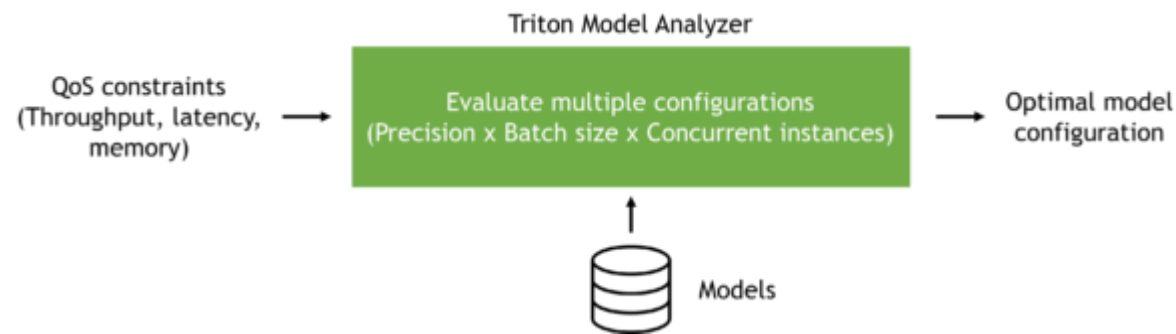 Triton Model Analyzer
QoS constraints
(Throughput, latency,
memory)
Evaluate multiple configurations
(Precision x Batch size x Concurrent instances)
Optimal model
configuration
Models